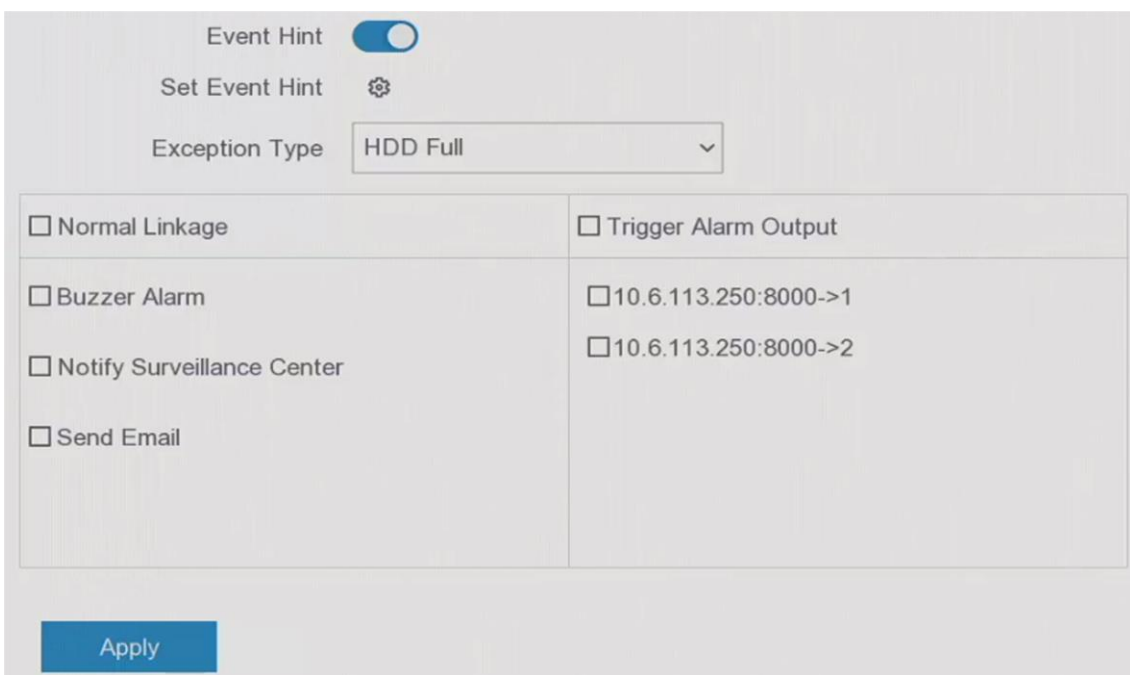 Event Hint
Set Event Hint
Exception Type HDD Full
Normal Linkage
Trigger Alarm Output
Buzzer Alarm
10.6.113.250:8000->1
10.6.113.250:8000->2
Notify Surveillance Center
Send Email
Apply